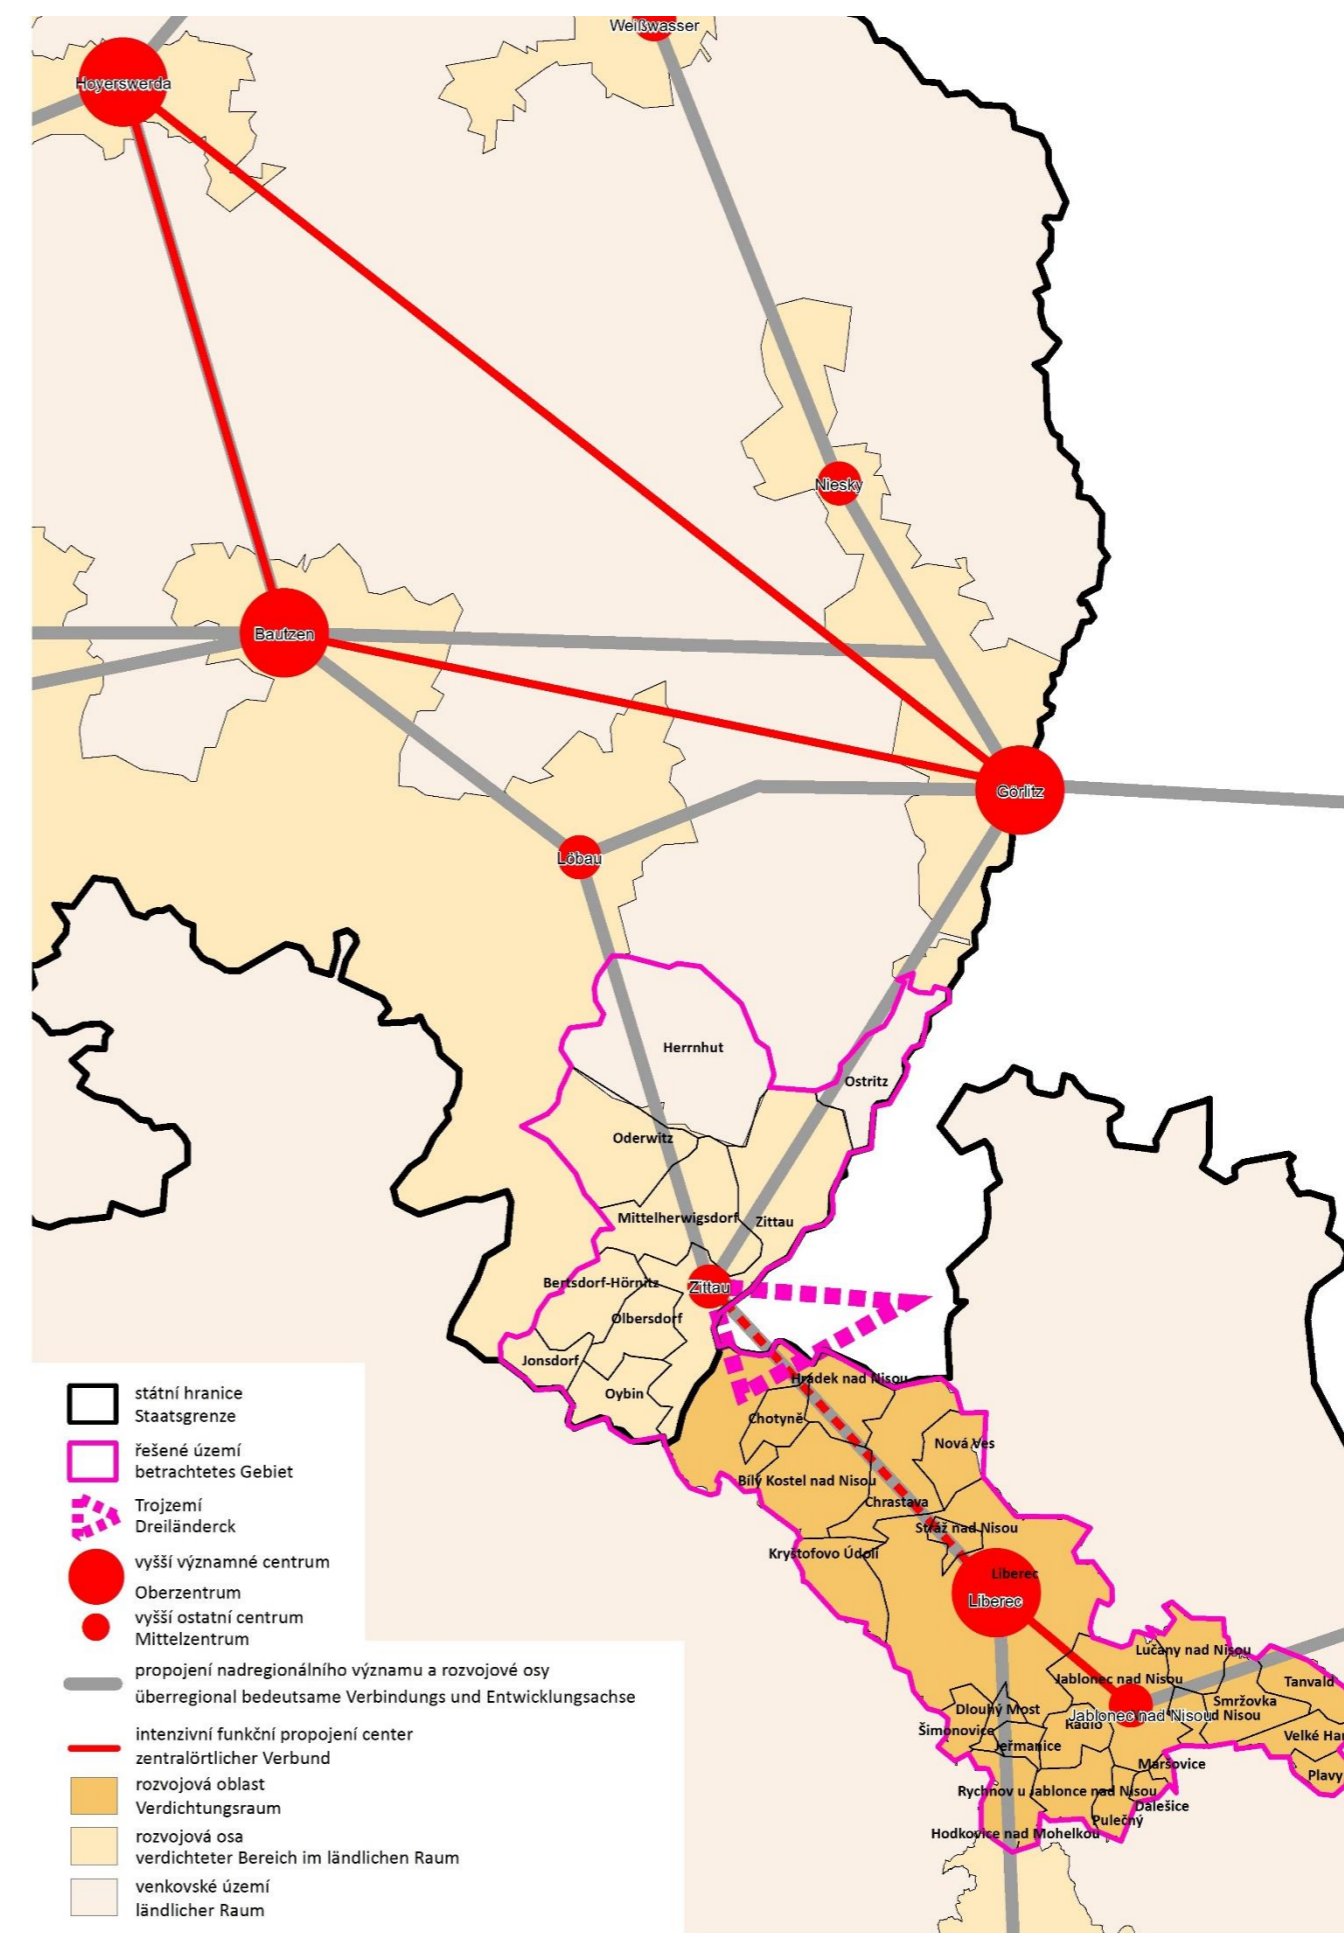 Weißwasser
Hoyerswerda
Niesky
Bautzen
Görlitz
Löbau
Herrnhut
Ostritz
Oderwitz
Mittelherwigsdorf
Zittau
Bertsdorf-Hörnitz
Zittau
Olbersdorf
Jonsdorf
Oybin
Hrádek nad Nisou
Chotyně
Nová Ves
Bílý Kostel nad Nisou
Chrastava
Stráž nad Nisou
Kryštofovo Údolí
Liberec
Liberec
Lučany nad Nisou
Jablonec nad Nisou
Tanvald
Smržovka
Dlouhý Most
Jablonec nad Nisou
d Nisou
Rádlo
Šimonovice
Velké Ha
Jeřmanice
Maršovice
Plavy
Rychnov u Jablonce nad Nisou
Dalešice
Pulečný
Hodkovice nad Mohelkou
státní hranice
Staatsgrenze
řešené území
betrachtetes Gebiet
Trojzemí
Dreiländerck
vyšší významné centrum
Oberzentrum
vyšší ostatní centrum
Mittelzentrum
propojení nadregionálního významu a rozvojové osy
überregional bedeutsame Verbindungs und Entwicklungsachse
intenzivní funkční propojení center
zentralörtlicher Verbund
rozvojová oblast
Verdichtungsraum
rozvojová osa
verdichteter Bereich im ländlichen Raum
venkovské území
ländlicher Raum